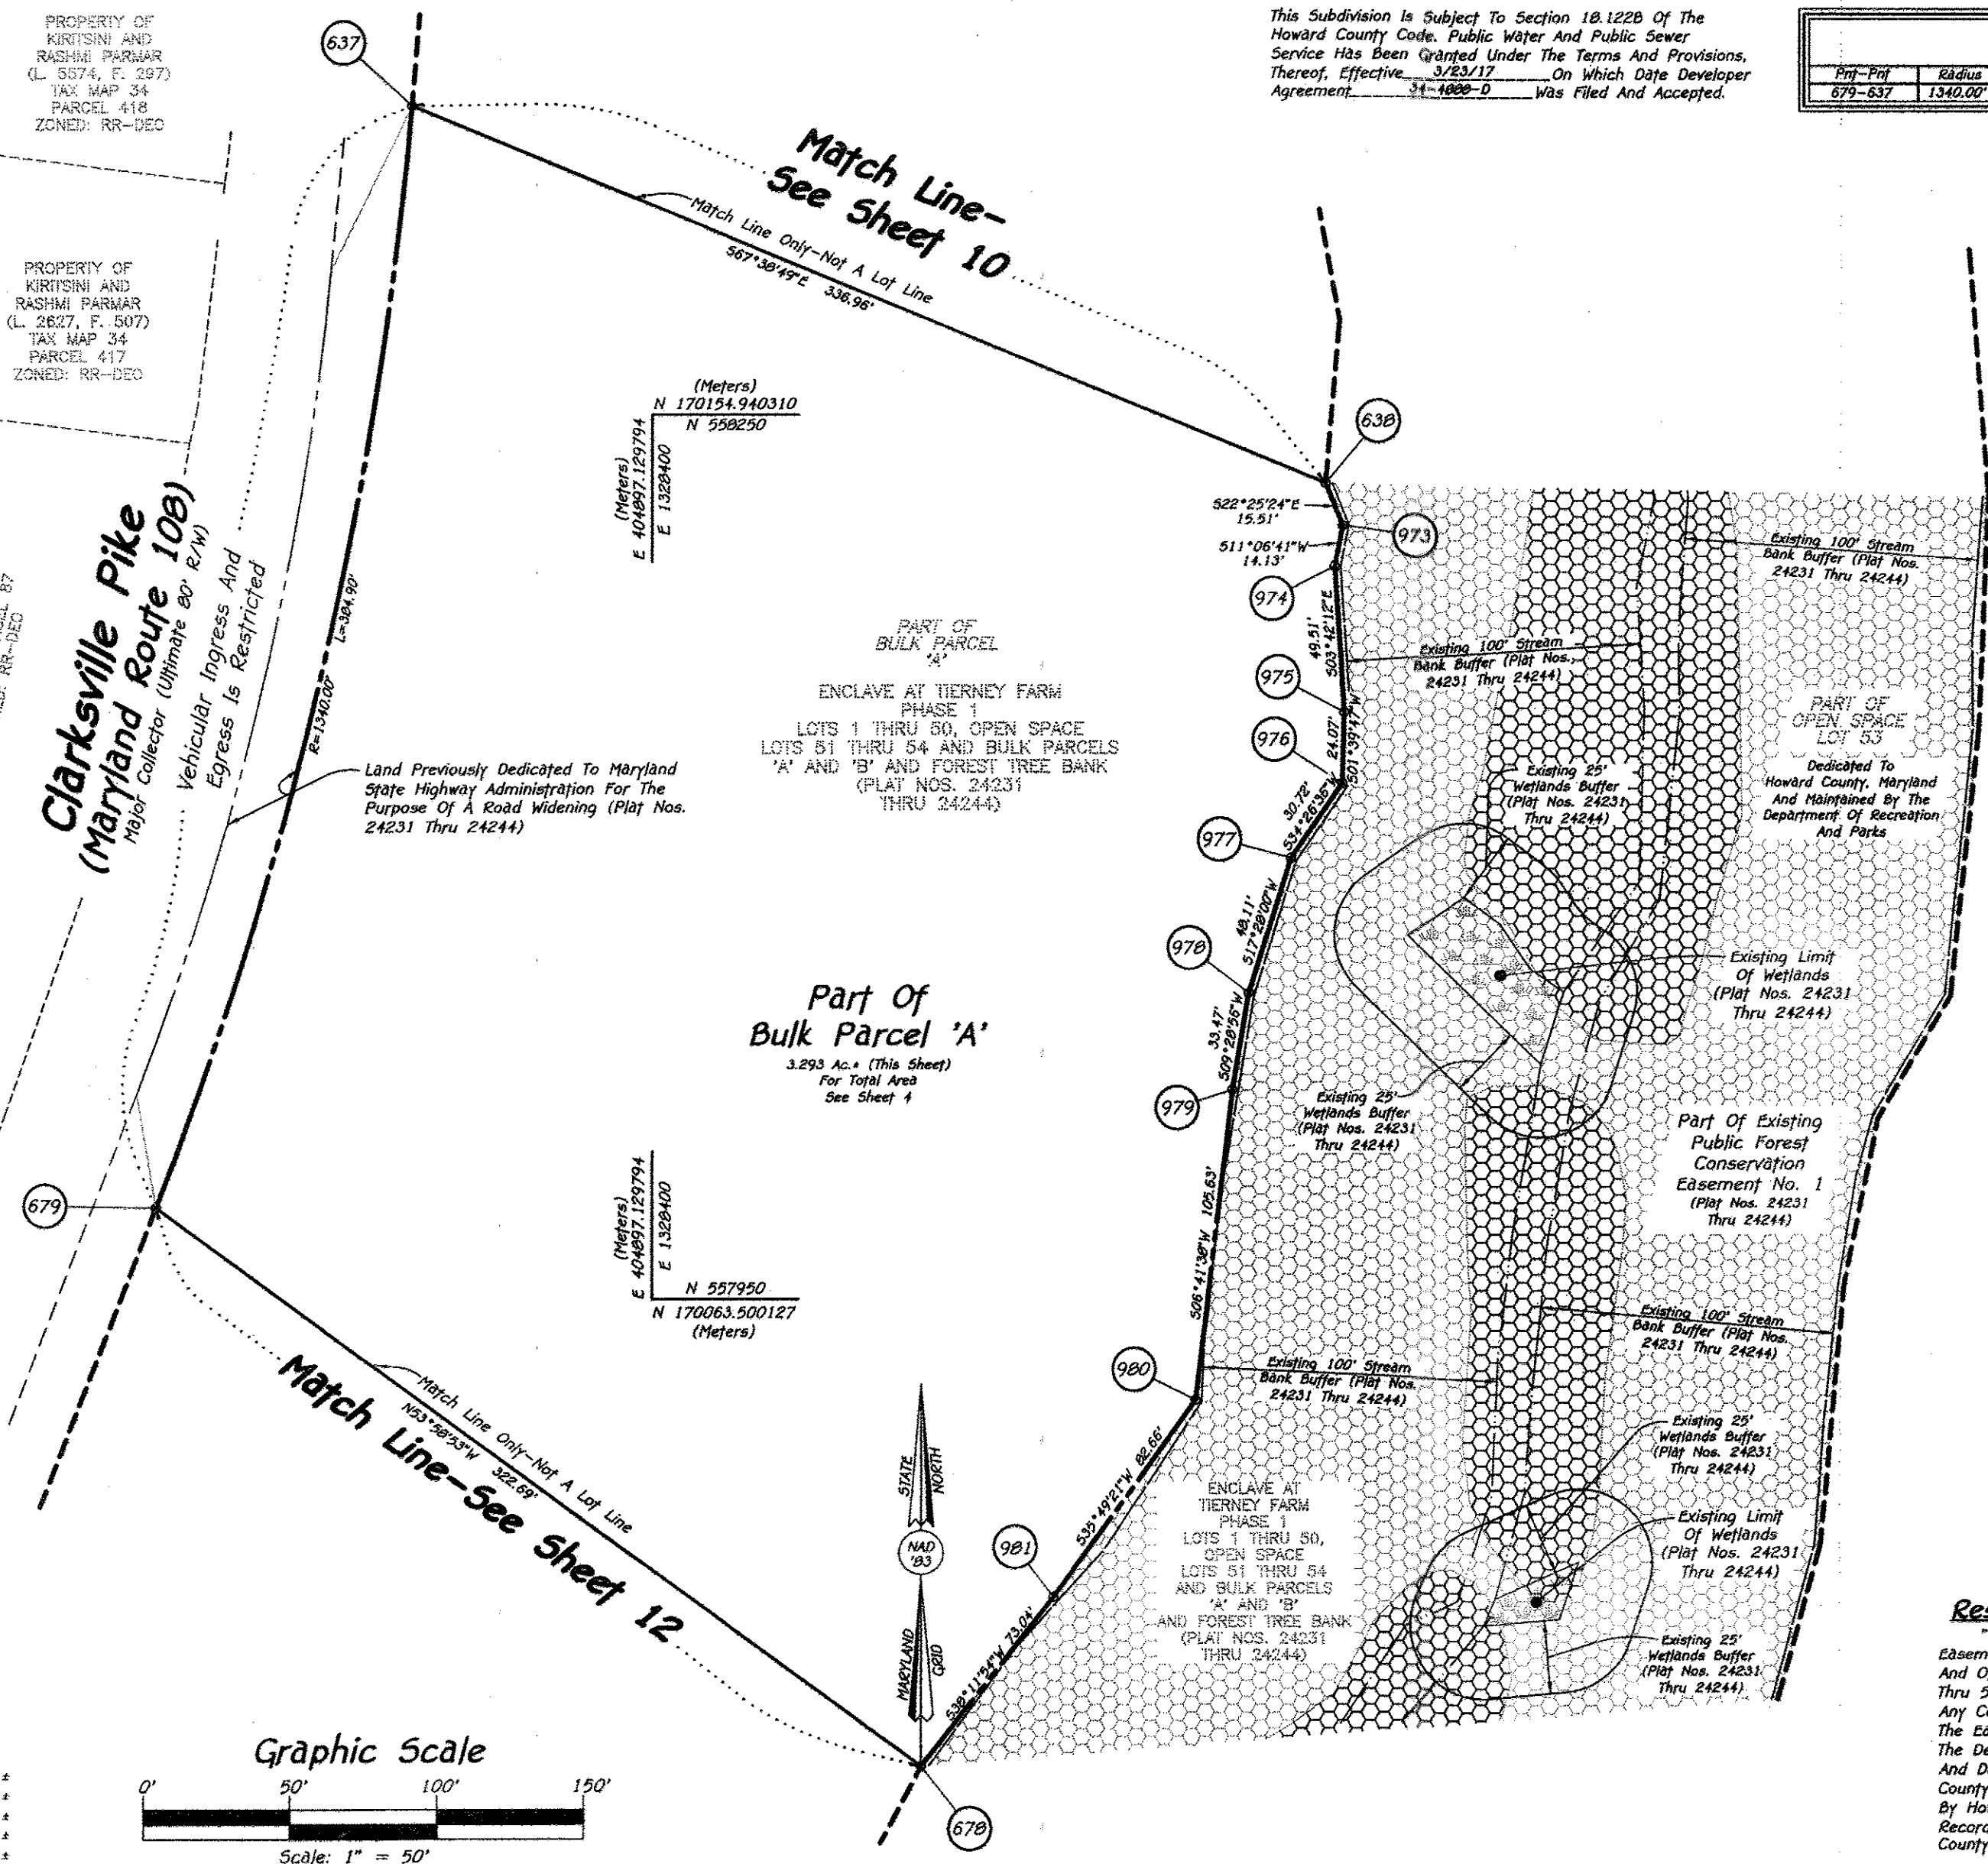 PROPERTY OF
KIRITSINI AND
RASHMI PARMAR
(L. 5574, F. 297)
TAX MAP 34
PARCEL 418
ZONED: RR-DEO
637
This Subdivision Is Subject To Section 18.122B Of The
Howard County Code. Public Water And Public Sewer
Service Has Been Granted Under The Terms And Provisions,
Thereof, Effective 3/23/17 On Which Date Developer
Agreement Was Filed And Accepted.
Pnt-Pnt Radius
679-637 1340.00'
Match Line-
See Sheet 10
Match Line Only-Not A Lot Line
S67°38'49"E 336.96'
PROPERTY OF
KIRITSINI AND
RASHMI PARMAR
(L. 2627, F. 507)
TAX MAP 34
PARCEL 417
ZONED: RR-DEO
(Meters)
N 170154.940310
N 558250
(Meters)
E 404897.129794
E 1328400
638
S22°25'24"E
15.51'
973
S11°06'41"W
14.13'
974
49.51'
S03°42'12"E
975
976
24.07'
S01°39'47"W
30.72'
S34°26'36"W
977
48.11'
S17°28'00"W
978
33.47'
S09°28'56"W
979
S06°41'38"W 105.63'
980
S35°49'21"W 82.66'
981
S38°11'54"W 73.04'
678
Clarksville Pike
(Maryland Route 108)
Major Collector (Ultimate 80' R/W)
Vehicular Ingress And
Egress Is Restricted
87
RR-DEO
R=1340.00'
L=384.90'
Land Previously Dedicated To Maryland
State Highway Administration For The
Purpose Of A Road Widening (Plat Nos.
24231 Thru 24244)
PART OF
BULK PARCEL
'A'
ENCLAVE AT TIERNEY FARM
PHASE 1
LOTS 1 THRU 50, OPEN SPACE
LOTS 51 THRU 54 AND BULK PARCELS
'A' AND 'B' AND FOREST TREE BANK
(PLAT NOS. 24231
THRU 24244)
Part Of
Bulk Parcel 'A'
3.293 Ac.± (This Sheet)
For Total Area
See Sheet 4
Existing 100' Stream
Bank Buffer (Plat Nos.
24231 Thru 24244)
Existing 100' Stream
Bank Buffer (Plat Nos.
24231 Thru 24244)
PART OF
OPEN SPACE
LOT 53
Dedicated To
Howard County, Maryland
And Maintained By The
Department Of Recreation
And Parks
Existing 25'
Wetlands Buffer
(Plat Nos. 24231
Thru 24244)
Existing Limit
Of Wetlands
(Plat Nos. 24231
Thru 24244)
Existing 25'
Wetlands Buffer
(Plat Nos. 24231
Thru 24244)
Part Of Existing
Public Forest
Conservation
Easement No. 1
(Plat Nos. 24231
Thru 24244)
679
(Meters)
E 404897.129794
E 1328400
N 557950
N 170063.500127
(Meters)
Existing 100' Stream
Bank Buffer (Plat Nos.
24231 Thru 24244)
Existing 100' Stream
Bank Buffer (Plat Nos.
24231 Thru 24244)
Match Line Only-Not A Lot Line
N53°58'53"W 322.69'
Match Line-See Sheet 12
STATE NORTH
NAD
'83
MARYLAND GRID
ENCLAVE AT
TIERNEY FARM
PHASE 1
LOTS 1 THRU 50,
OPEN SPACE
LOTS 51 THRU 54
AND BULK PARCELS
'A' AND 'B'
AND FOREST TREE BANK
(PLAT NOS. 24231
THRU 24244)
Existing 25'
Wetlands Buffer
(Plat Nos. 24231
Thru 24244)
Existing Limit
Of Wetlands
(Plat Nos. 24231
Thru 24244)
Existing 25'
Wetlands Buffer
(Plat Nos. 24231
Thru 24244)
Thru 5
The De
County
By Ho
Record
County
Graphic Scale
0' 50' 100' 150'
Scale: 1" = 50'
±
±
±
±
±